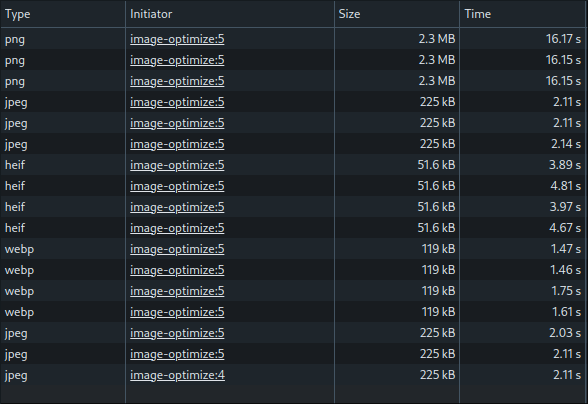 Type Initiator Size Time
png image-optimize:5 2.3 MB 16.17 s
png image-optimize:5 2.3 MB 16.15 s
png image-optimize:5 2.3 MB 16.15 s
jpeg image-optimize:5 225 kB 2.11 s
jpeg image-optimize:5 225 kB 2.11 s
jpeg image-optimize:5 225 kB 2.14 s
heif image-optimize:5 51.6 kB 3.89 s
heif image-optimize:5 51.6 kB 4.81 s
heif image-optimize:5 51.6 kB 3.97 s
heif image-optimize:5 51.6 kB 4.67 s
webp image-optimize:5 119 kB 1.47 s
webp image-optimize:5 119 kB 1.46 s
webp image-optimize:5 119 kB 1.75 s
webp image-optimize:5 119 kB 1.61 s
jpeg image-optimize:5 225 kB 2.03 s
jpeg image-optimize:5 225 kB 2.11 s
jpeg image-optimize:4 225 kB 2.11 s